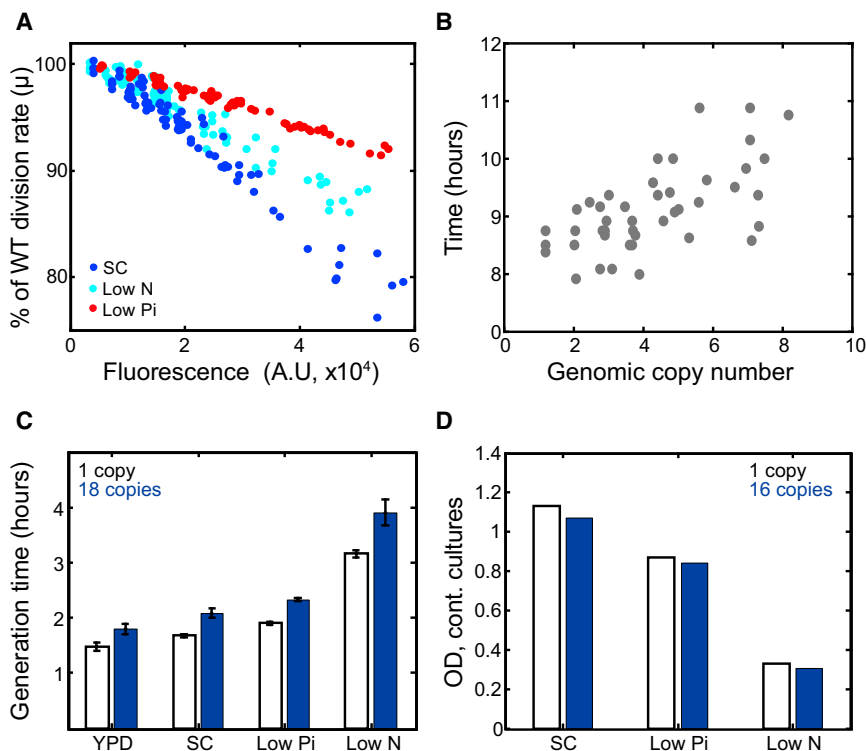 A
% of WT division rate (µ)
100
90
80
SC
Low N
Low Pi
0
2
4
6
Fluorescence (A.U, x10⁴)
B
Time (hours)
12
11
10
9
8
0
0
2
4
6
8
10
Genomic copy number
C
Generation time (hours)
1 copy
18 copies
4
3
2
1
YPD
SC
Low Pi
Low N
D
OD, cont. cultures
1.4
1.2
1
0.8
0.6
0.4
0.2
0
1 copy
16 copies
SC
Low Pi
Low N